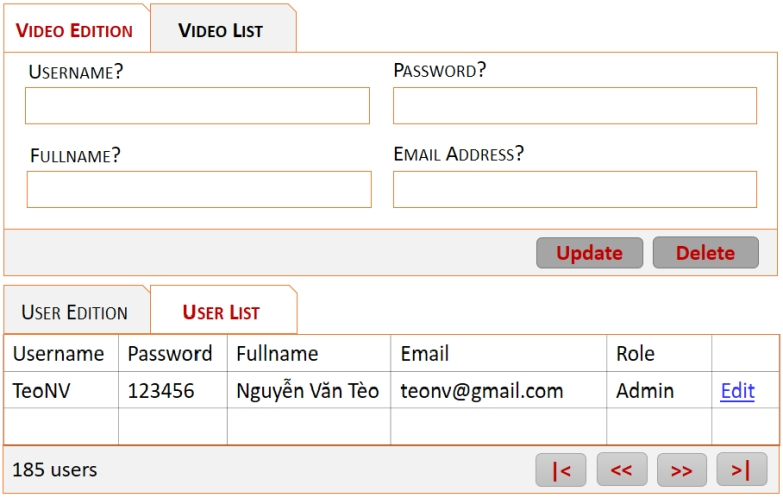 VIDEO EDITION VIDEO LIST
USERNAME? PASSWORD?
FULLNAME? EMAIL ADDRESS?
Update Delete
USER EDITION USER LIST
Username Password Fullname Email Role
TeoNV 123456 Nguyễn Văn Tèo teonv@gmail.com Admin Edit
185 users |< << >> >|